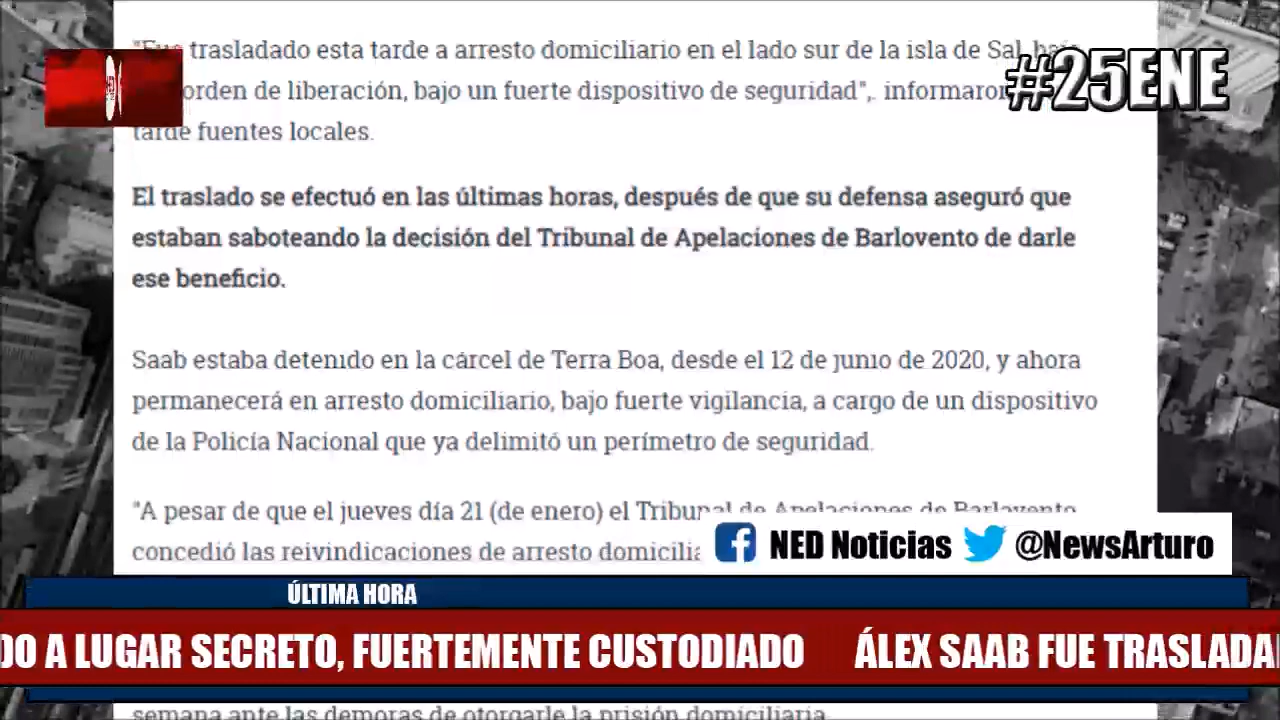 "Fue trasladado esta tarde a arresto domiciliario en el lado sur de la isla de Sal, bajo
orden de liberación, bajo un fuerte dispositivo de seguridad",. informaron
#25ENE
tarde fuentes locales.
El traslado se efectuó en las últimas horas, después de que su defensa aseguró que
estaban saboteando la decisión del Tribunal de Apelaciones de Barlovento de darle
ese beneficio.
Saab estaba detenido en la cárcel de Terra Boa, desde el 12 de junio de 2020, y ahora
permanecerá en arresto domiciliario, bajo fuerte vigilancia, a cargo de un dispositivo
de la Policía Nacional que ya delimitó un perímetro de seguridad.
"A pesar de que el jueves día 21 (de enero) el Tribunal de Apelaciones de Barlovento
concedió las reivindicaciones de arresto domicilia
NED Noticias @NewsArturo
ÚLTIMA HORA
DO A LUGAR SECRETO, FUERTEMENTE CUSTODIADO ÁLEX SAAB FUE TRASLADA
semana ante las demoras de otorgarle la prisión domiciliaria